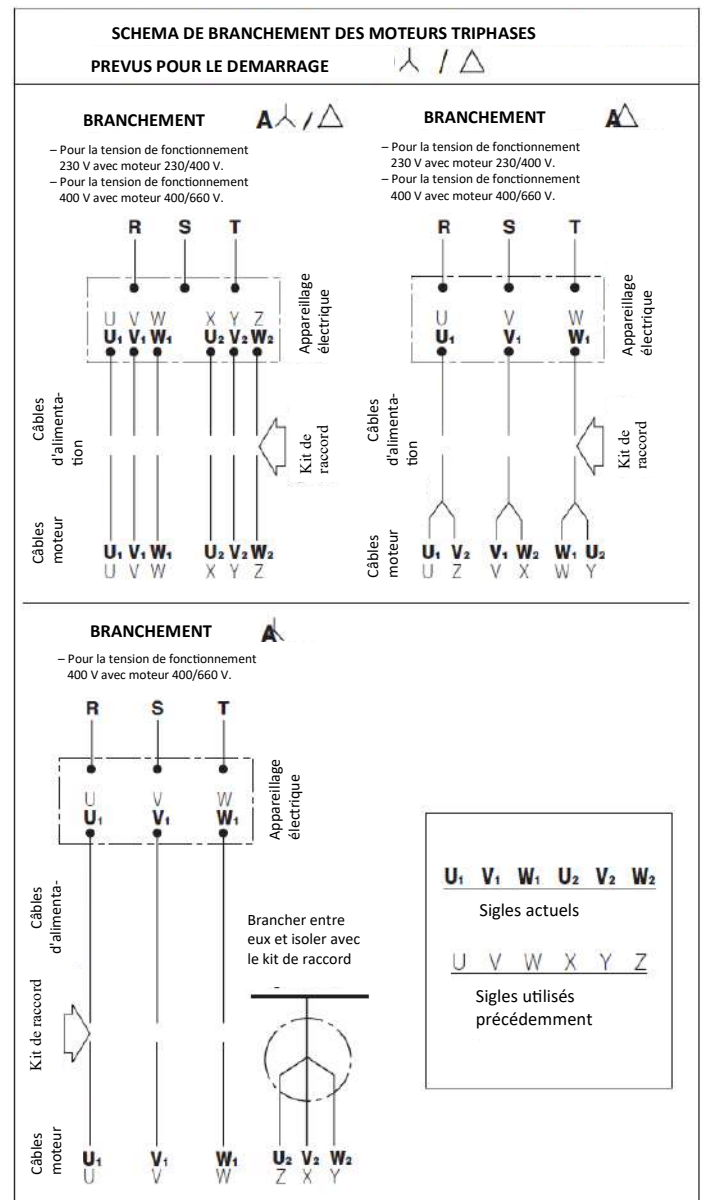 SCHEMA DE BRANCHEMENT DES MOTEURS TRIPHASES
PREVUS POUR LE DEMARRAGE 人 / △
BRANCHEMENT A人/△
– Pour la tension de fonctionnement
230 V avec moteur 230/400 V.
– Pour la tension de fonctionnement
400 V avec moteur 400/660 V.
R S T
U V W X Y Z
U₁ V₁ W₁ U₂ V₂ W₂
Appareillage
électrique
Câbles
d'alimenta-
tion
Kit de
raccord
Câbles
moteur
U₁ V₁ W₁ U₂ V₂ W₂
U V W X Y Z
BRANCHEMENT A△
– Pour la tension de fonctionnement
230 V avec moteur 230/400 V.
– Pour la tension de fonctionnement
400 V avec moteur 400/660 V.
R S T
U V W
U₁ V₁ W₁
Appareillage
électrique
Câbles
d'alimenta-
tion
Kit de
raccord
Câbles
moteur
U₁ V₂ V₁ W₂ W₁ U₂
U Z V X W Y
BRANCHEMENT A人
– Pour la tension de fonctionnement
400 V avec moteur 400/660 V.
R S T
U V W
U₁ V₁ W₁
Appareillage
électrique
Câbles
d'alimenta-
Brancher entre
eux et isoler avec
le kit de raccord
Kit de raccord
Câbles
moteur
U₁ V₁ W₁ U₂ V₂ W₂
U V W Z X Y
U₁ V₁ W₁ U₂ V₂ W₂
Sigles actuels
U V W X Y Z
Sigles utilisés
précédemment